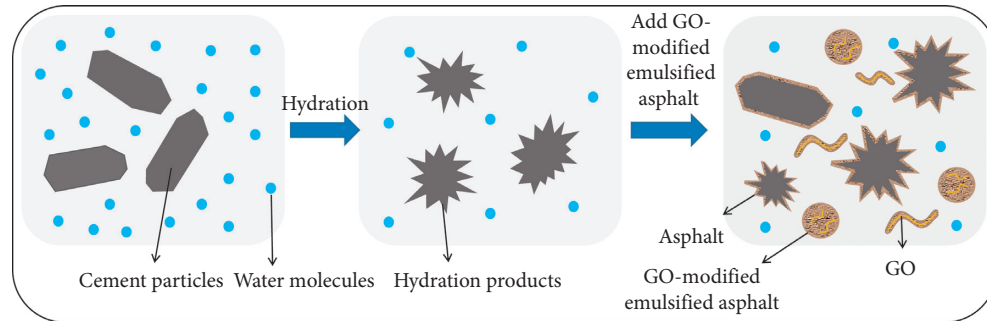 Hydration
Add GO-
modified
emulsified
asphalt
Cement particles
Water molecules
Hydration products
Asphalt
GO-modified
emulsified asphalt
GO